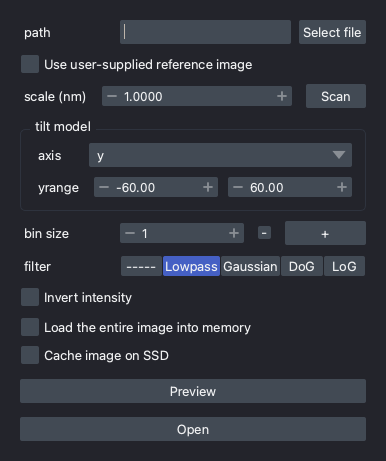 path Select file
Use user-supplied reference image
scale (nm) − 1.0000 + Scan
tilt model
axis y
yrange − -60.00 + − 60.00 +
bin size − 1 + - +
filter ----- Lowpass Gaussian DoG LoG
Invert intensity
Load the entire image into memory
Cache image on SSD
Preview
Open